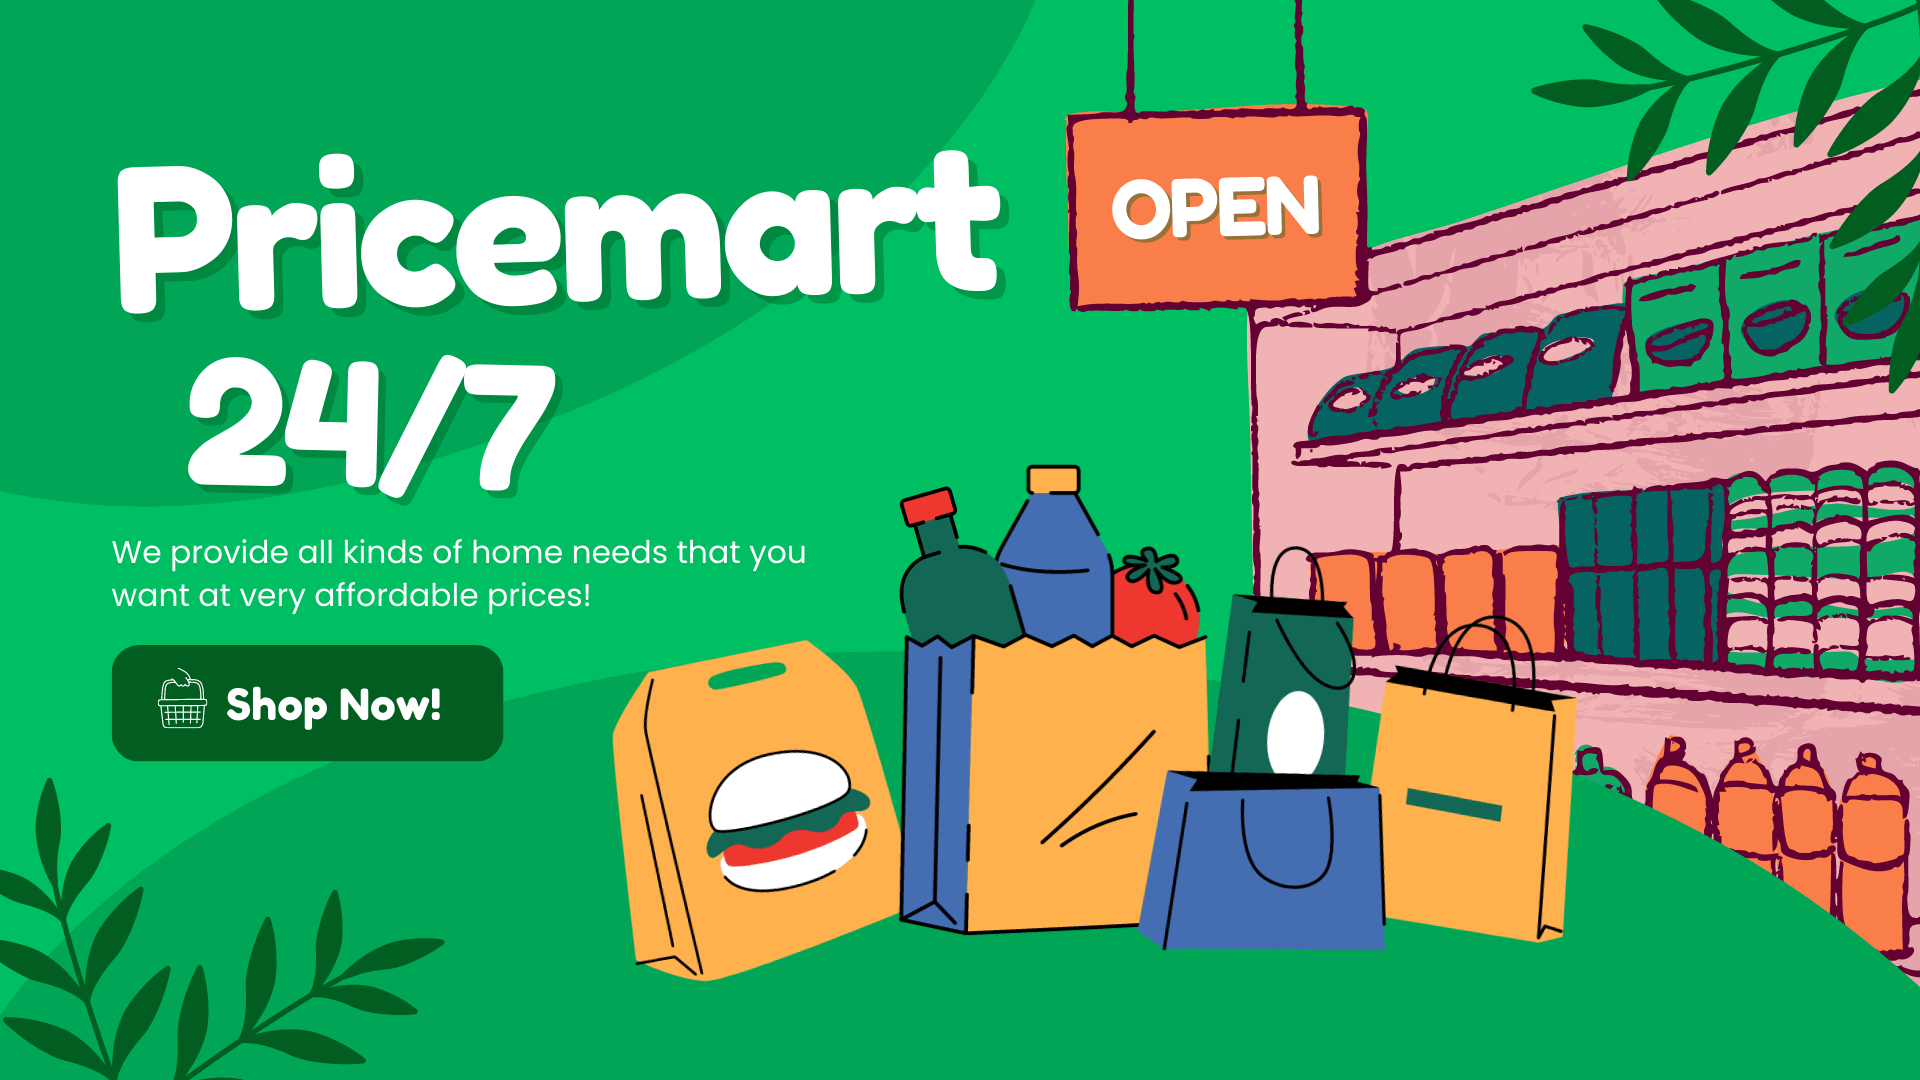 Pricemart
24/7
OPEN
We provide all kinds of home needs that you
want at very affordable prices!
Shop Now!